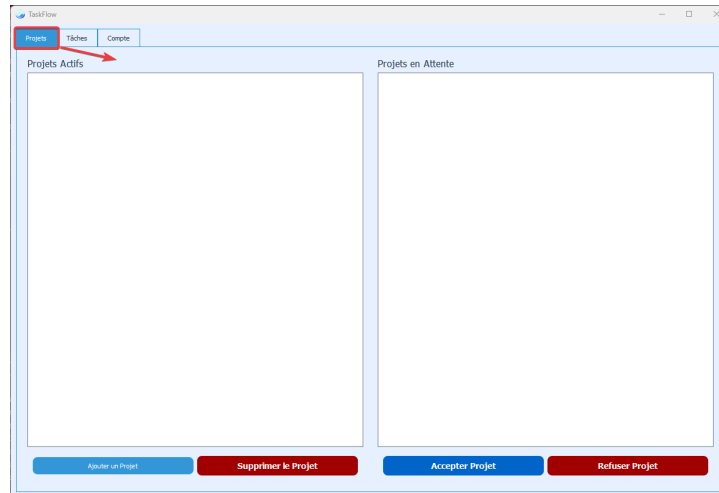 TaskFlow
Projets Tâches Compte
Projets Actifs
Projets en Attente
Ajouter un Projet
Supprimer le Projet
Accepter Projet
Refuser Projet